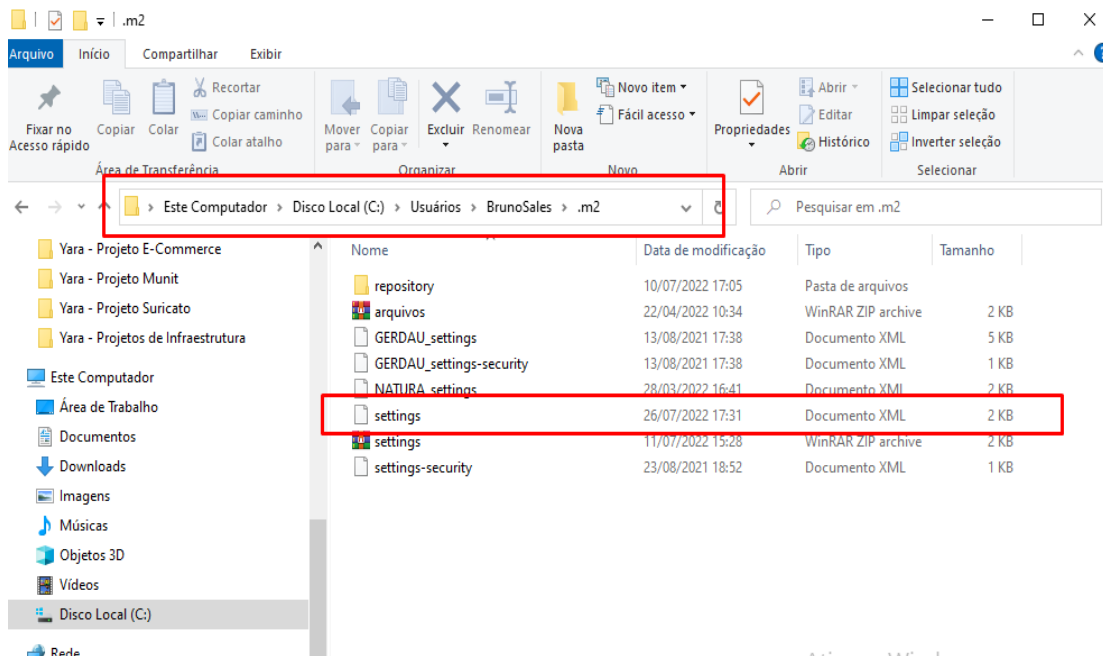 .m2
Arquivo Início Compartilhar Exibir
Fixar no Acesso rápido
Copiar
Colar
Recortar
Copiar caminho
Colar atalho
Área de Transferência
Mover para
Copiar para
Excluir
Renomear
Organizar
Nova pasta
Novo item
Fácil acesso
Novo
Propriedades
Abrir
Editar
Histórico
Abrir
Selecionar tudo
Limpar seleção
Inverter seleção
Selecionar
Este Computador > Disco Local (C:) > Usuários > BrunoSales > .m2
Pesquisar em .m2
Yara - Projeto E-Commerce
Yara - Projeto Munit
Yara - Projeto Suricato
Yara - Projetos de Infraestrutura
Este Computador
Área de Trabalho
Documentos
Downloads
Imagens
Músicas
Objetos 3D
Vídeos
Disco Local (C:)
Rede
Nome Data de modificação Tipo Tamanho
repository 10/07/2022 17:05 Pasta de arquivos
arquivos 22/04/2022 10:34 WinRAR ZIP archive 2 KB
GERDAU_settings 13/08/2021 17:38 Documento XML 5 KB
GERDAU_settings-security 13/08/2021 17:38 Documento XML 1 KB
NATURA_settings 28/03/2022 16:41 Documento XML 2 KB
settings 26/07/2022 17:31 Documento XML 2 KB
settings 11/07/2022 15:28 WinRAR ZIP archive 2 KB
settings-security 23/08/2021 18:52 Documento XML 1 KB